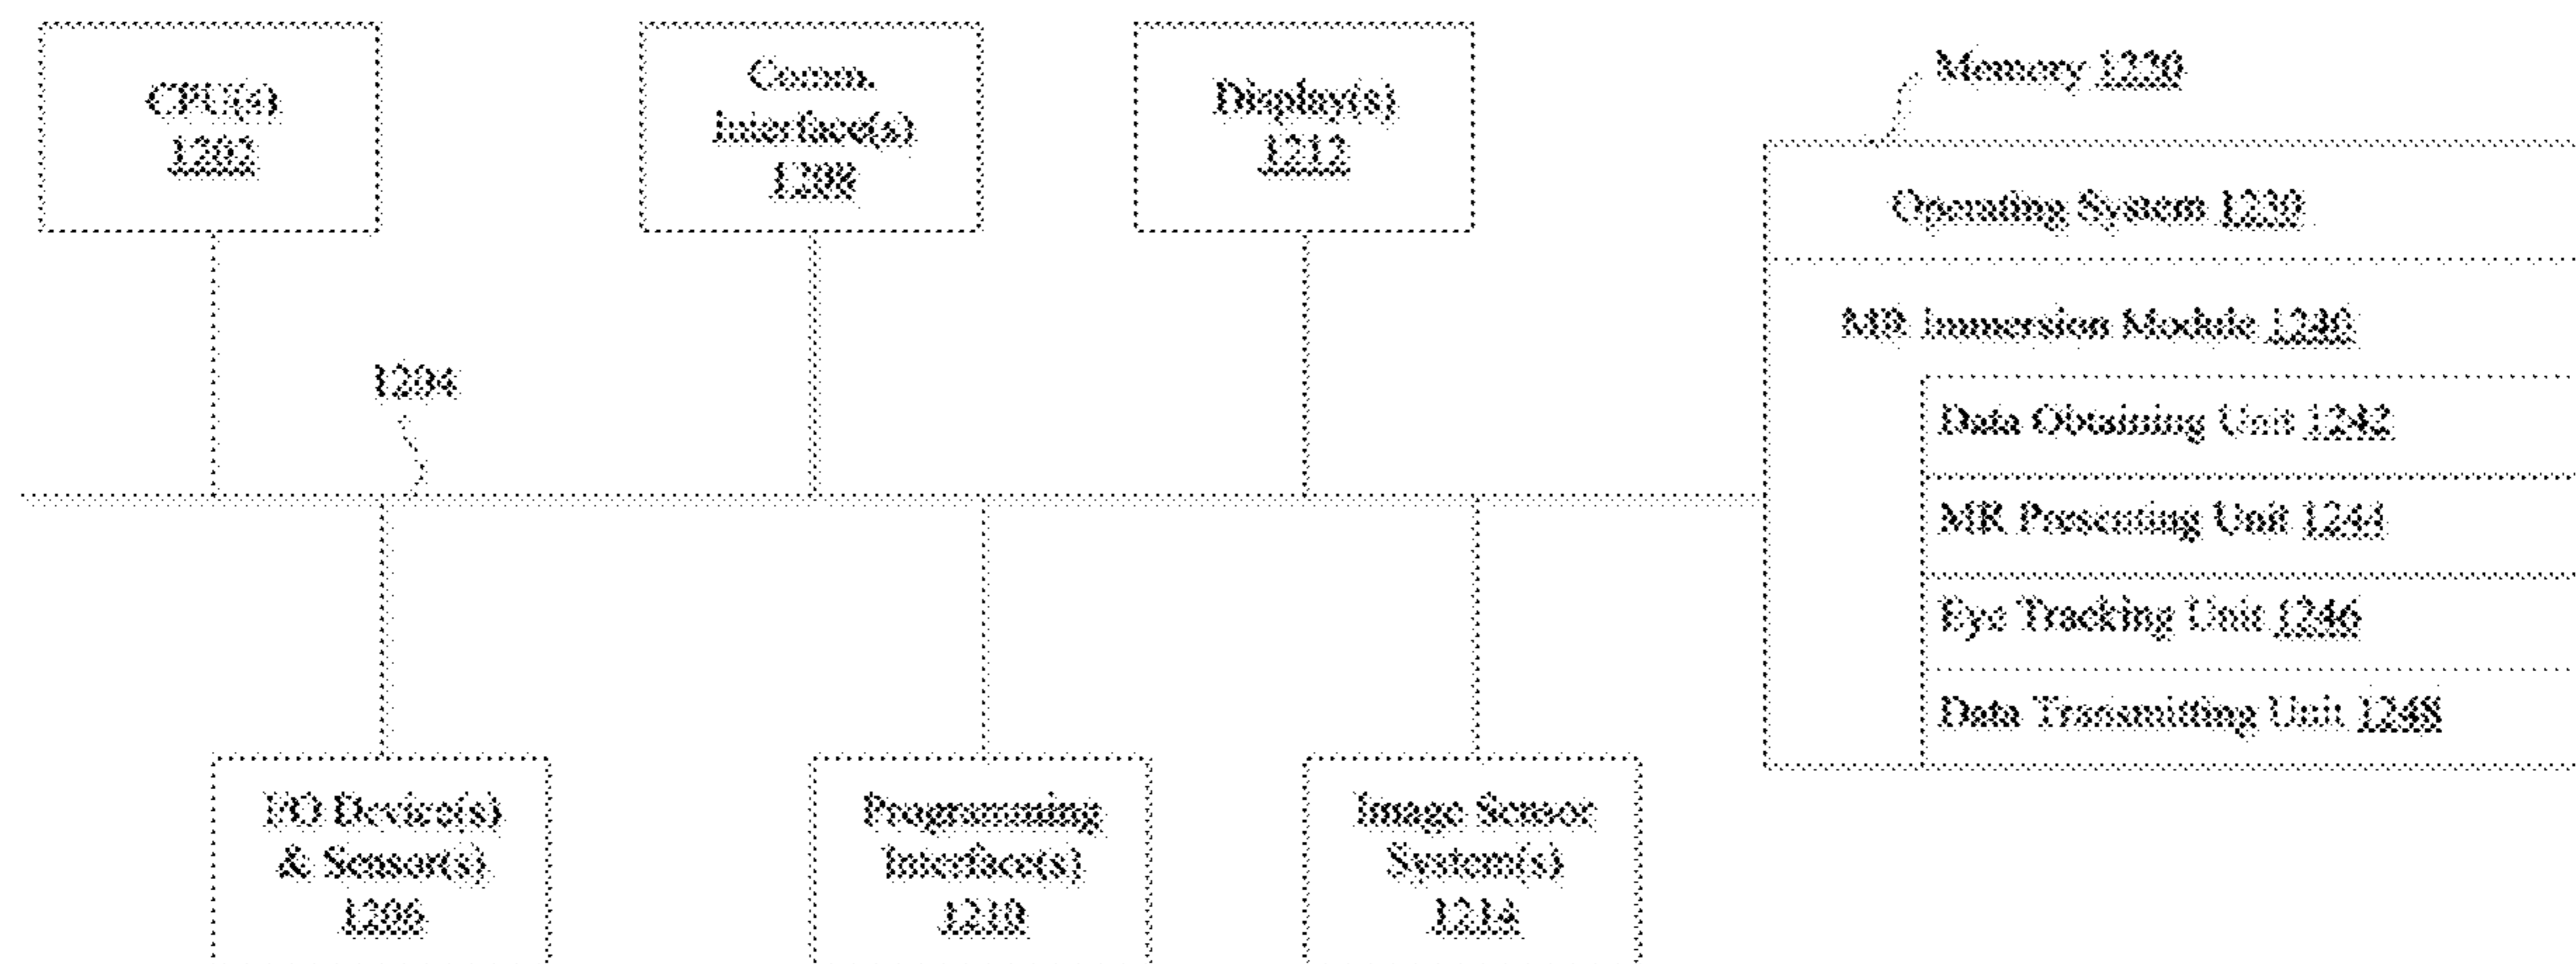 CPU(s)
1202
Comm.
Interface(s)
1208
Display(s)
1212
Memory 1220
Operating System 1230
MR Immersion Module 1240
Data Obtaining Unit 1242
MR Presenting Unit 1244
Eye Tracking Unit 1246
Data Transmitting Unit 1248
1204
I/O Device(s)
& Sensor(s)
1206
Programming
Interface(s)
1210
Image Sensor
System(s)
1214